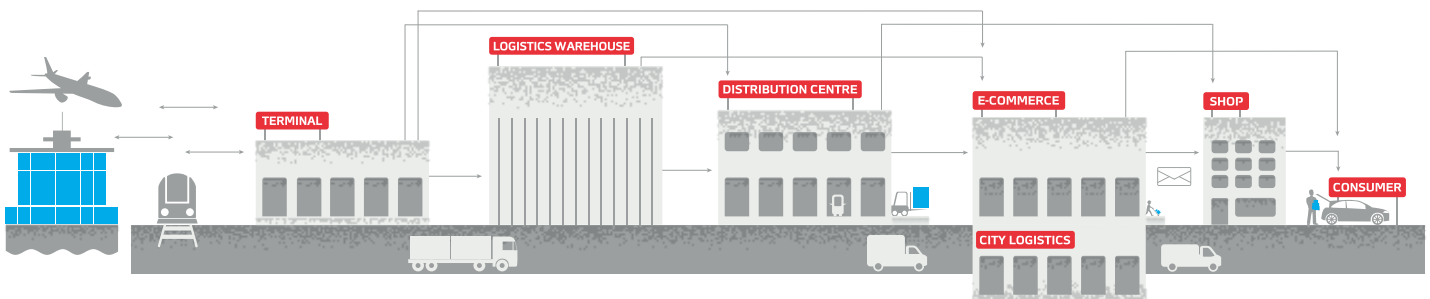 TERMINAL
LOGISTICS WAREHOUSE
DISTRIBUTION CENTRE
E-COMMERCE
CITY LOGISTICS
SHOP
CONSUMER